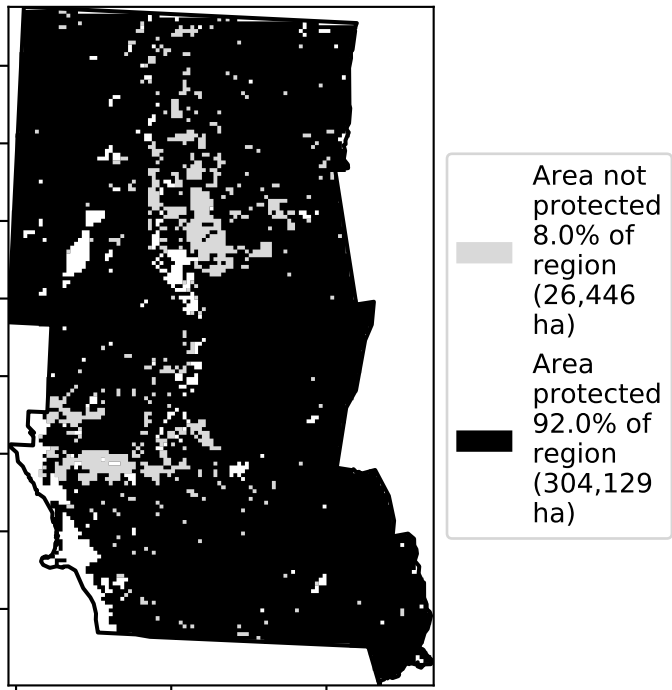 Area not
protected
8.0% of
region
(26,446
ha)
Area
protected
92.0% of
region
(304,129
ha)